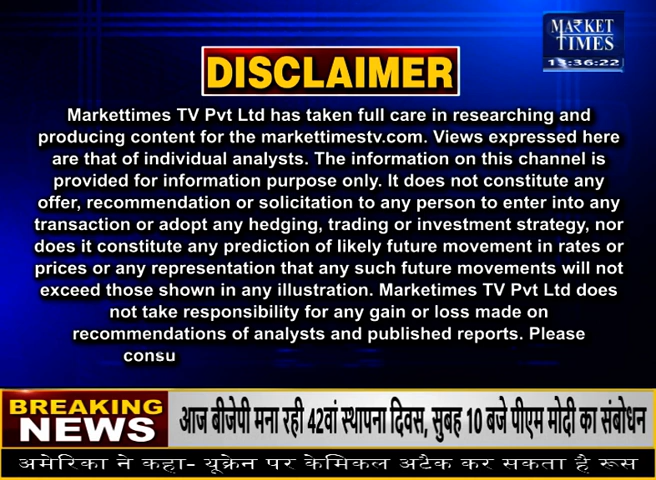 MARKET
TIMES
13:36:22
DISCLAIMER
Markettimes TV Pvt Ltd has taken full care in researching and
producing content for the markettimestv.com. Views expressed here
are that of individual analysts. The information on this channel is
provided for information purpose only. It does not constitute any
offer, recommendation or solicitation to any person to enter into any
transaction or adopt any hedging, trading or investment strategy, nor
does it constitute any prediction of likely future movement in rates or
prices or any representation that any such future movements will not
exceed those shown in any illustration. Marketimes TV Pvt Ltd does
not take responsibility for any gain or loss made on
recommendations of analysts and published reports. Please
consu
BREAKING
NEWS
आज बीजेपी मना रही 42वां स्थापना दिवस, सुबह 10 बजे पीएम मोदी का संबोधन
अमेरिका ने कहा- यूक्रेन पर केमिकल अटैक कर सकता है रूस